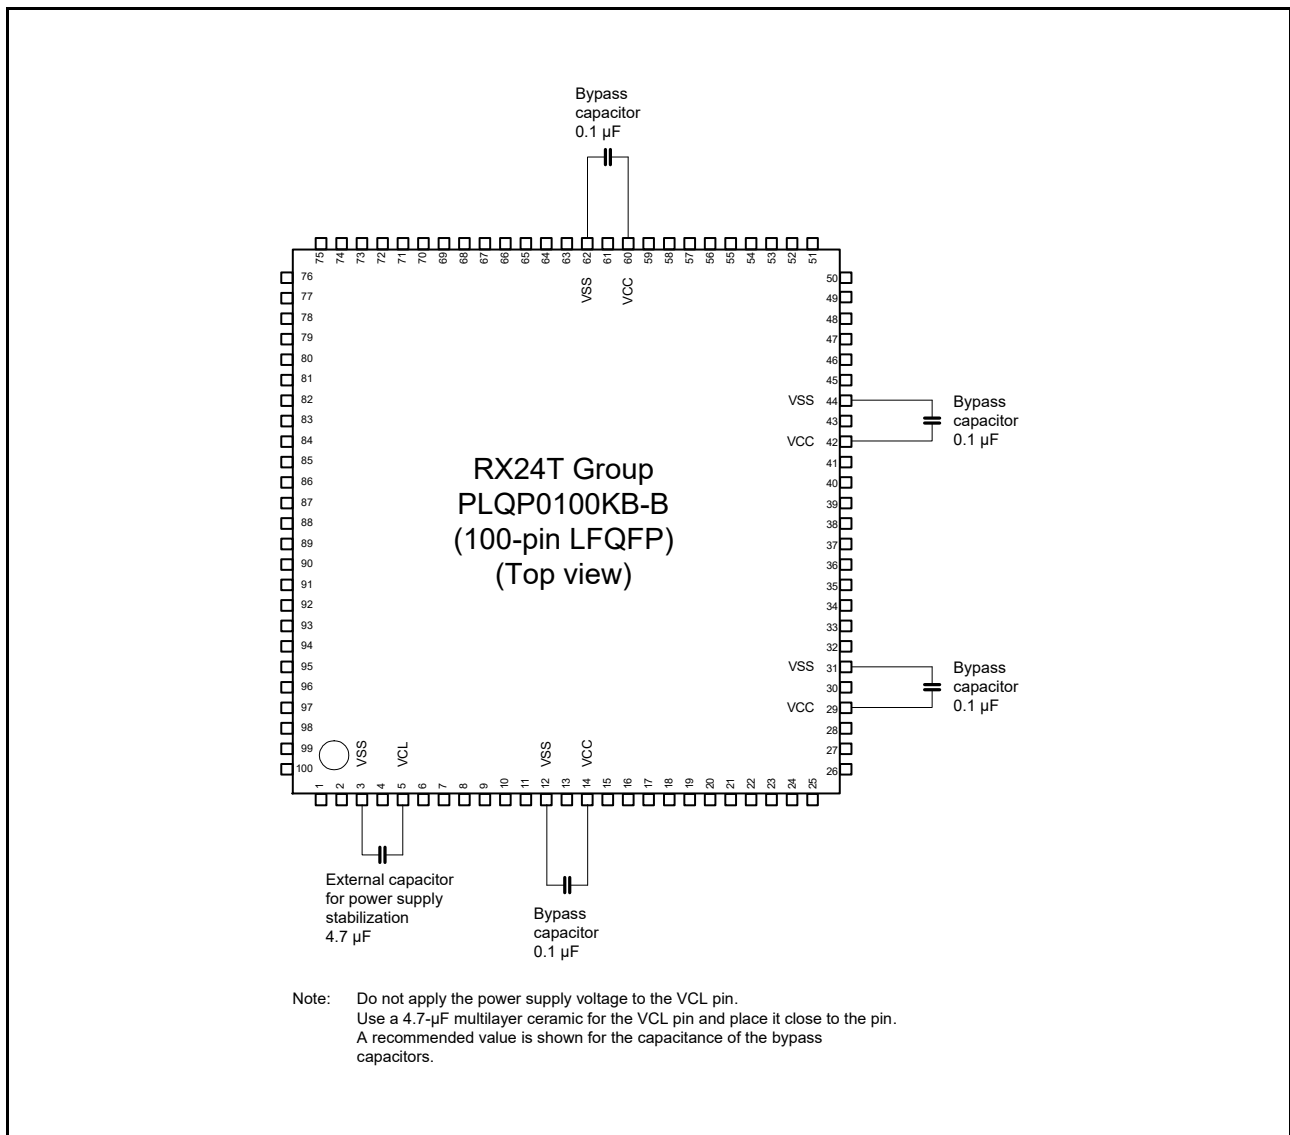 Bypass
capacitor
0.1 µF
75 74 73 72 71 70 69 68 67 66 65 64 63 62 61 60 59 58 57 56 55 54 53 52 51
VSS VCC
76
77
78
79
80
81
82
83
84
85
86
87
88
89
90
91
92
93
94
95
96
97
98
99
100
50
49
48
47
46
45
VSS 44
43
VCC 42
41
40
39
38
37
36
35
34
33
32
VSS 31
30
VCC 29
28
27
26
Bypass
capacitor
0.1 µF
Bypass
capacitor
0.1 µF
RX24T Group
PLQP0100KB-B
(100-pin LFQFP)
(Top view)
VSS VCL VSS VCC
1 2 3 4 5 6 7 8 9 10 11 12 13 14 15 16 17 18 19 20 21 22 23 24 25
External capacitor
for power supply
stabilization
4.7 µF
Bypass
capacitor
0.1 µF
Note: Do not apply the power supply voltage to the VCL pin.
Use a 4.7-µF multilayer ceramic for the VCL pin and place it close to the pin.
A recommended value is shown for the capacitance of the bypass
capacitors.